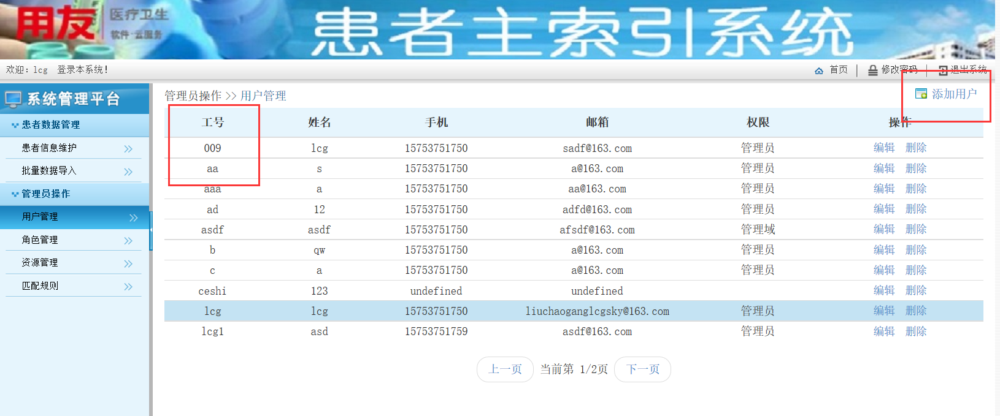 用友 医疗卫生
软件·云服务
患者主索引系统
欢迎: lcg 登录本系统!
首页 修改密码 退出系统
系统管理平台
患者数据管理
患者信息维护
批量数据导入
管理员操作
用户管理
角色管理
资源管理
匹配规则
管理员操作 >> 用户管理
添加用户
工号 姓名 手机 邮箱 权限 操作
009 lcg 15753751750 sadf@163.com 管理员 编辑 删除
aa s 15753751750 a@163.com 管理员 编辑 删除
aaa a 15753751750 aa@163.com 管理员 编辑 删除
ad 12 15753751750 adfd@163.com 管理员 编辑 删除
asdf asdf 15753751750 afsdf@163.com 管理域 编辑 删除
b qw 15753751750 a@163.com 管理员 编辑 删除
c a 15753751750 a@163.com 管理员 编辑 删除
ceshi 123 undefined undefined 编辑 删除
lcg lcg 15753751750 liuchaoganglcgsky@163.com 管理员 编辑 删除
lcg1 asd 15753751759 asdf@163.com 管理员 编辑 删除
上一页 当前第 1/2页 下一页